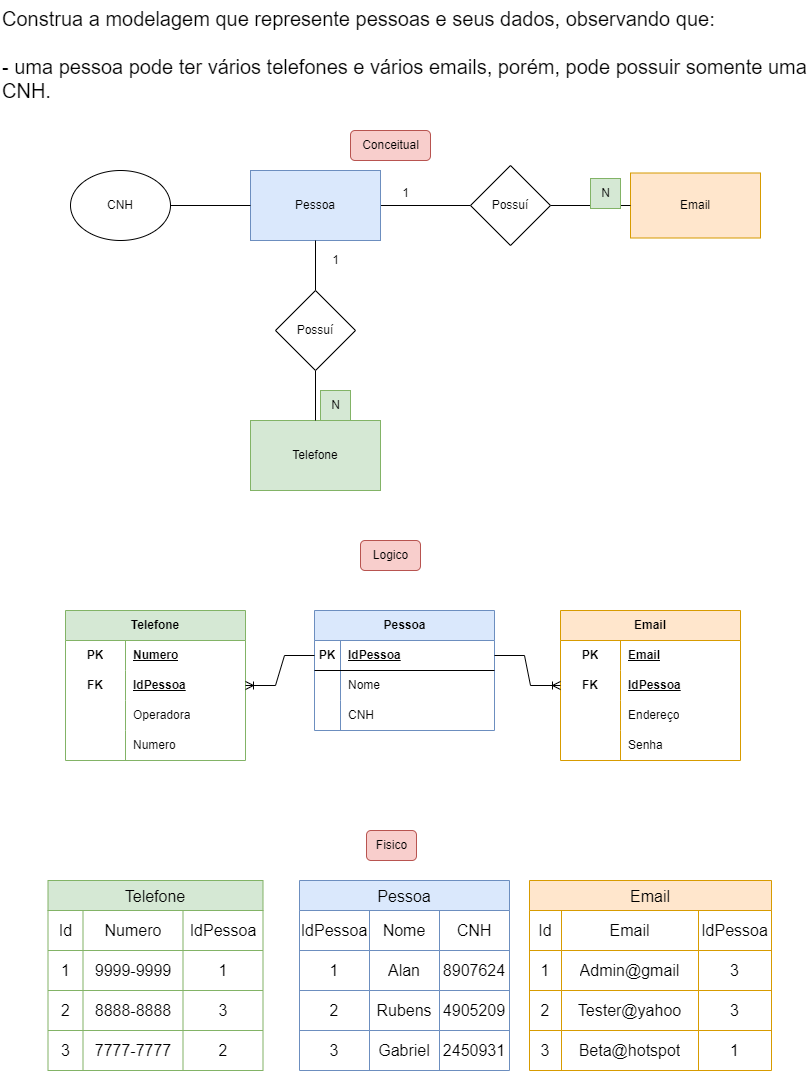 Construa a modelagem que represente pessoas e seus dados, observando que:
- uma pessoa pode ter vários telefones e vários emails, porém, pode possuir somente uma
CNH.
Conceitual
CNH
Pessoa
1
Possuí
N
Email
1
Possuí
N
Telefone
Logico
Telefone
PK Numero
FK IdPessoa
Operadora
Numero
Pessoa
PK IdPessoa
Nome
CNH
Email
PK Email
FK IdPessoa
Endereço
Senha
Fisico
Telefone
Id Numero IdPessoa
1 9999-9999 1
2 8888-8888 3
3 7777-7777 2
Pessoa
IdPessoa Nome CNH
1 Alan 8907624
2 Rubens 4905209
3 Gabriel 2450931
Email
Id Email IdPessoa
1 Admin@gmail 3
2 Tester@yahoo 3
3 Beta@hotspot 1